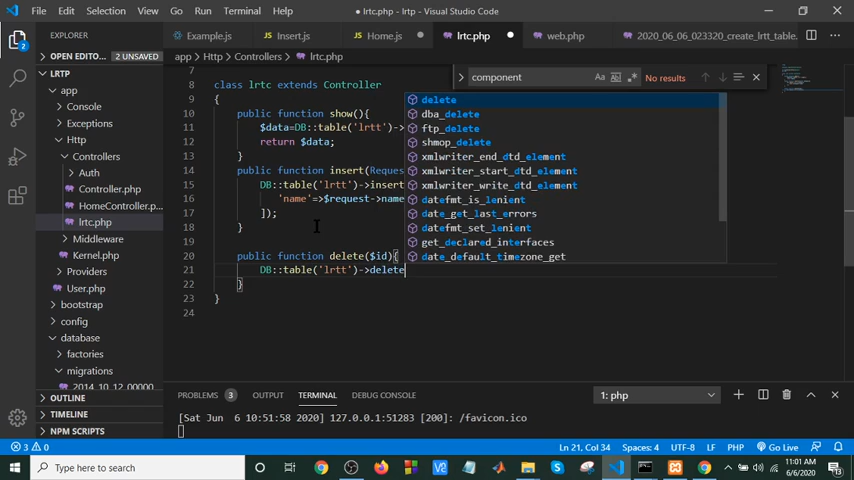 File Edit Selection View Go Run Terminal Help
● lrtc.php - lrtp - Visual Studio Code
EXPLORER
Example.js
Insert.js
Home.js
lrtc.php
web.php
2020_06_06_023320_create_lrtt_table.
OPEN EDITO... 2 UNSAVED
app > Http > Controllers > lrtc.php
LRTP
app
Console
Exceptions
Http
Controllers
Auth
Controller.php
HomeController.p...
lrtc.php
Middleware
Kernel.php
Providers
User.php
bootstrap
config
database
factories
migrations
2014_10_12_00000
OUTLINE
TIMELINE
NPM SCRIPTS
component
Aa
No results
7
8 class lrtc extends Controller
9 {
10 public function show(){
11 $data=DB::table('lrtt')->
12 return $data;
13 }
14 public function insert(Reques
15 DB::table('lrtt')->insert
16 'name'=>$request->name
17 ]);
18 }
19
20 public function delete($id){
21 DB::table('lrtt')->delete
22 }
23 }
24
delete
dba_delete
ftp_delete
shmop_delete
xmlwriter_end_dtd_element
xmlwriter_start_dtd_element
xmlwriter_write_dtd_element
datefmt_is_lenient
date_get_last_errors
datefmt_set_lenient
get_declared_interfaces
date_default_timezone_get
PROBLEMS 3 OUTPUT TERMINAL DEBUG CONSOLE
1: php
[Sat Jun 6 10:51:58 2020] 127.0.0.1:51283 [200]: /favicon.ico
3 0
Ln 21, Col 34 Spaces: 4 UTF-8 LF PHP Go Live
Type here to search
11:01 AM
6/6/2020